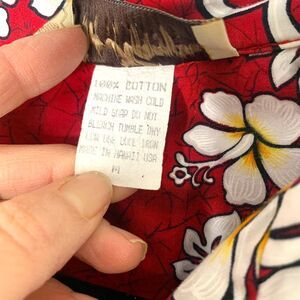 100% COTTON
MACHINE WASH COLD
MILD SOAP DO NOT
BLEACH TUMBLE DRY
LOW USE COOL IRON
MADE IN HAWAII USA
M